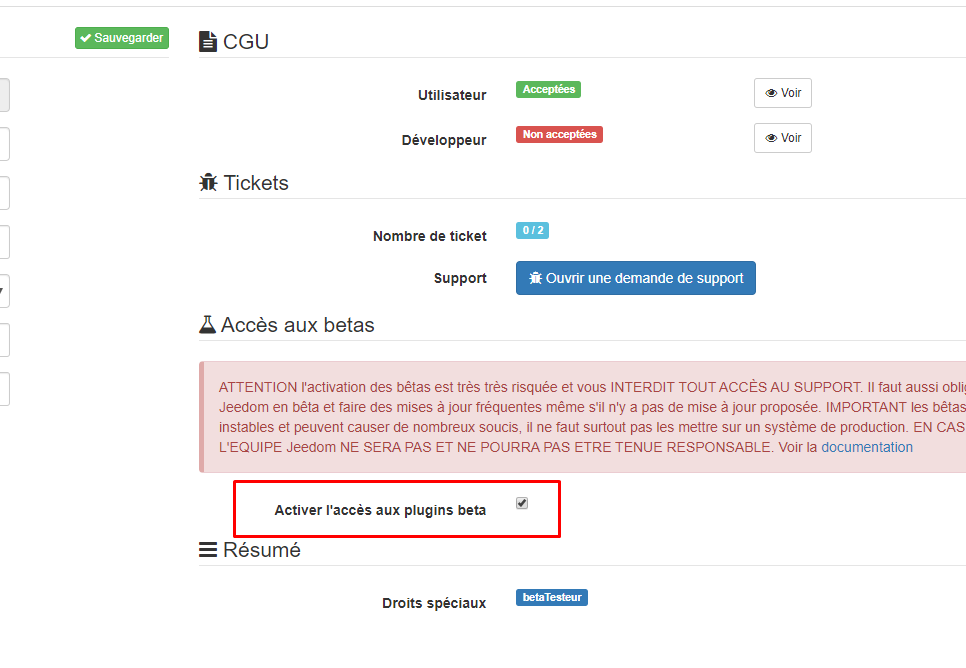 Sauvegarder
CGU
Utilisateur Acceptées Voir
Développeur Non acceptées Voir
Tickets
Nombre de ticket 0 / 2
Support Ouvrir une demande de support
Accès aux betas
ATTENTION l'activation des bêtas est très très risquée et vous INTERDIT TOUT ACCÈS AU SUPPORT. Il faut aussi
Jeedom en bêta et faire des mises à jour fréquentes même s'il n'y a pas de mise à jour proposée. IMPORTANT les bêtas
instables et peuvent causer de nombreux soucis, il ne faut surtout pas les mettre sur un système de production. EN CAS
L'EQUIPE Jeedom NE SERA PAS ET NE POURRA PAS ETRE TENUE RESPONSABLE. Voir la documentation
Activer l'accès aux plugins beta
Résumé
Droits spéciaux betaTesteur